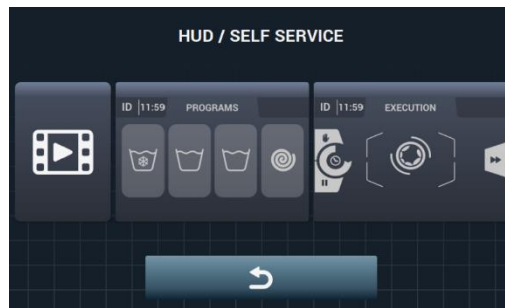 HUD / SELF SERVICE
ID 11:59 PROGRAMS
ID 11:59 EXECUTION